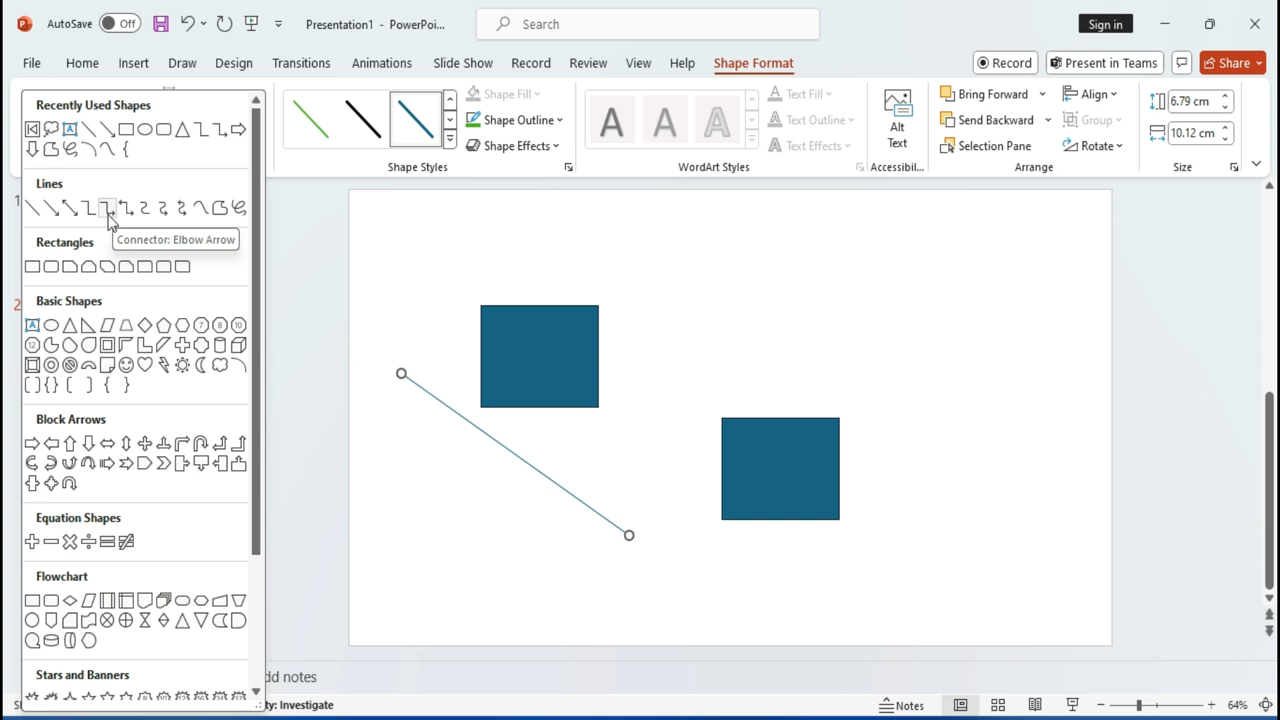 AutoSave Off Presentation1 - PowerPoi... Search Sign in
File Home Insert Draw Design Transitions Animations Slide Show Record Review View Help Shape Format Record Present in Teams Share
Recently Used Shapes
Lines
Connector: Elbow Arrow
Rectangles
Basic Shapes
Block Arrows
Equation Shapes
Flowchart
Stars and Banners
Shape Fill
Shape Outline
Shape Effects
Shape Styles
A A A
Text Fill
Text Outline
Text Effects
WordArt Styles
Alt
Text
Accessibil...
Bring Forward
Send Backward
Selection Pane
Align
Group
Rotate
Arrange
6.79 cm
10.12 cm
Size
1
2
dd notes
ty: Investigate
Notes
64%